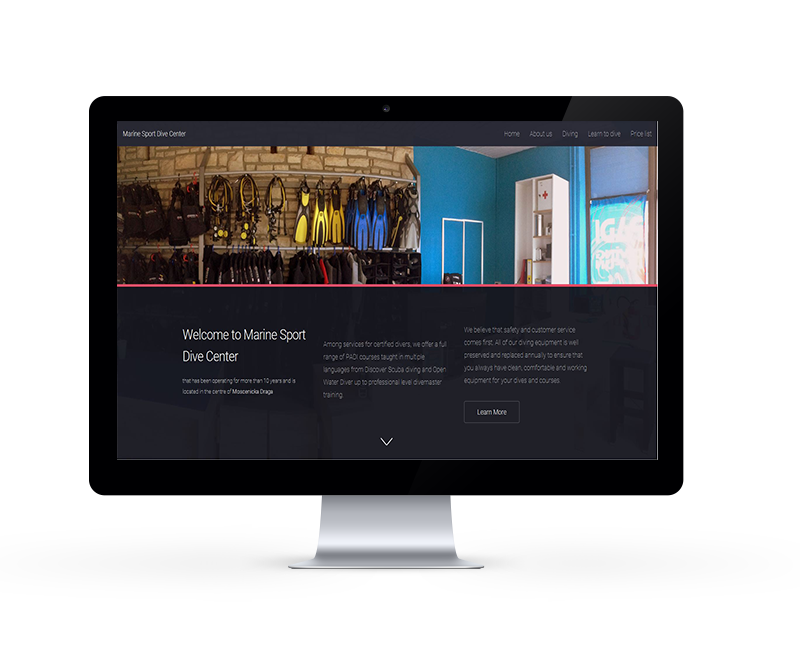 Marine Sport Dive Center
Home About us Diving Learn to dive Price list
Welcome to Marine Sport
Dive Center
that has been operating for more than 10 years and is
located in the centre of Moscenicka Draga
Among services for certified divers, we offer a full
range of PADI courses taught in multiple
languages from Discover Scuba diving and Open
Water Diver up to professional level divemaster
training.
We believe that safety and customer service
comes first. All of our diving equipment is well
preserved and replaced annually to ensure that
you always have clean, comfortable and working
equipment for your dives and courses.
Learn More